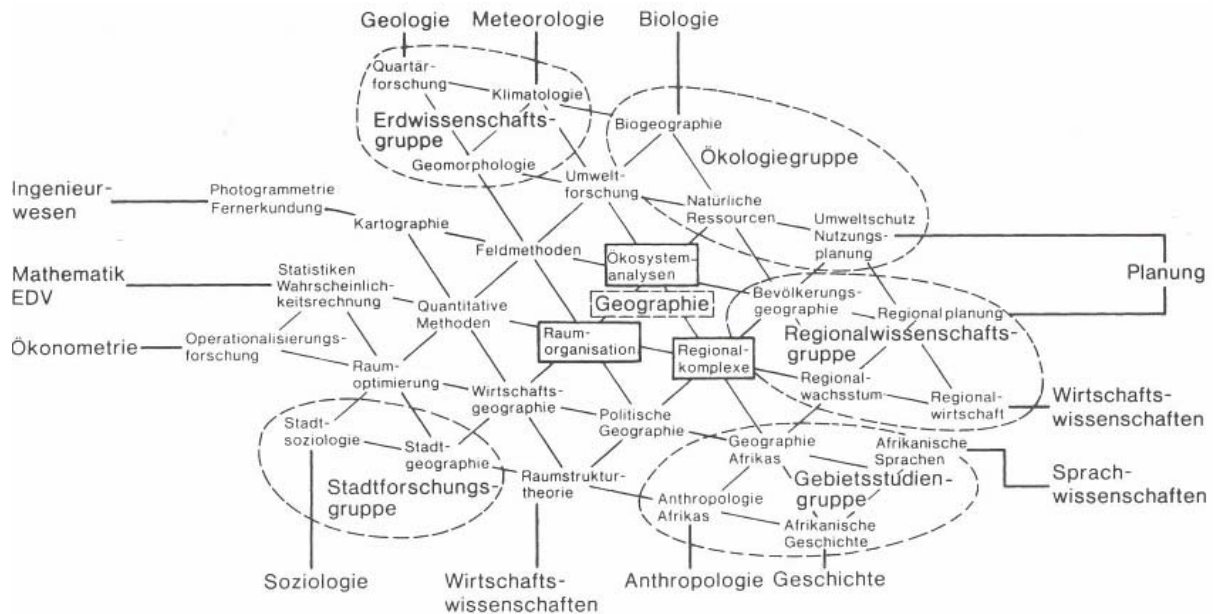 Geologie
Meteorologie
Biologie
Quartär-
forschung
Klimatologie
Erdwissenschafts-
gruppe
Biogeographie
Ökologiegruppe
Geomorphologie
Umwelt-
forschung
Ingenieur-
wesen
Photogrammetrie
Fernerkundung
Kartographie
Natürliche
Ressourcen
Umweltschutz
Nutzungs-
planung
Feldmethoden
Ökosystem-
analysen
Planung
Mathematik
EDV
Statistiken
Wahrscheinlich-
keitsrechnung
Quantitative
Methoden
Geographie
Bevölkerungs-
geographie
Regionalplanung
Regionalwissenschafts-
gruppe
Ökonometrie
Operationalisierungs-
forschung
Raum-
organisation
Regional-
komplexe
Raum-
optimierung
Wirtschafts-
geographie
Politische
Geographie
Regional-
wachsstum
Regional-
wirtschaft
Wirtschafts-
wissenschaften
Stadt-
soziologie
Stadt-
geographie
Stadtforschungs-
gruppe
Raumstruktur-
theorie
Geographie
Afrikas
Afrikanische
Sprachen
Gebietsstudien-
gruppe
Sprach-
wissenschaften
Anthropologie
Afrikas
Afrikanische
Geschichte
Soziologie
Wirtschafts-
wissenschaften
Anthropologie
Geschichte